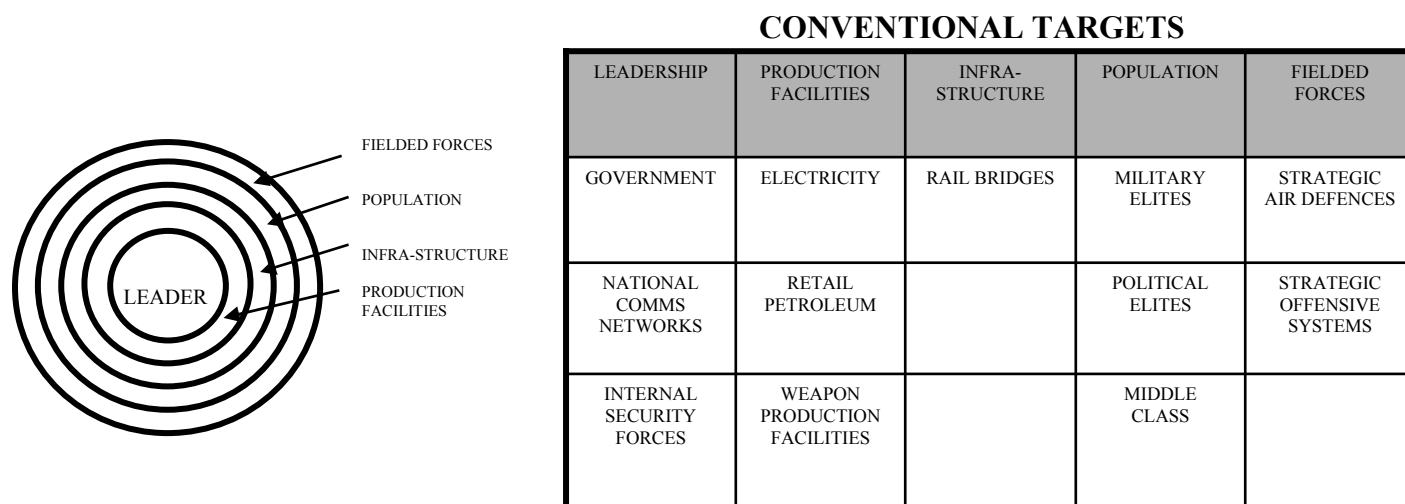 CONVENTIONAL TARGETS
FIELDED FORCES
POPULATION
INFRA-STRUCTURE
PRODUCTION
FACILITIES
LEADER
LEADERSHIP
PRODUCTION
FACILITIES
INFRA-
STRUCTURE
POPULATION
FIELDED
FORCES
GOVERNMENT
ELECTRICITY
RAIL BRIDGES
MILITARY
ELITES
STRATEGIC
AIR DEFENCES
NATIONAL
COMMS
NETWORKS
RETAIL
PETROLEUM
POLITICAL
ELITES
STRATEGIC
OFFENSIVE
SYSTEMS
INTERNAL
SECURITY
FORCES
WEAPON
PRODUCTION
FACILITIES
MIDDLE
CLASS